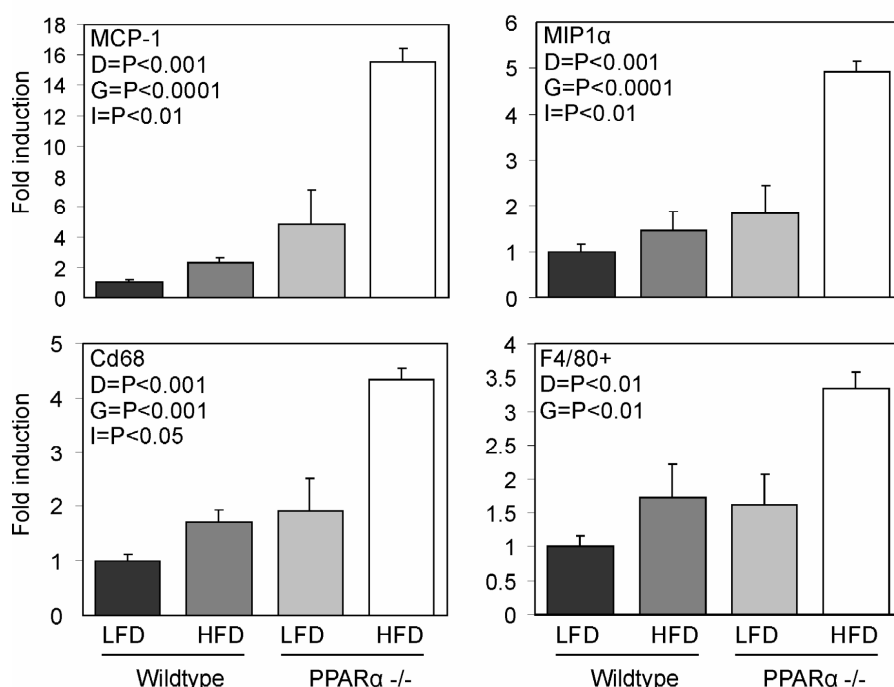 Fold induction
18
16
14
12
10
8
6
4
2
0
MCP-1
D=P<0.001
G=P<0.0001
I=P<0.01
6
5
4
3
2
1
0
MIP1α
D=P<0.001
G=P<0.0001
I=P<0.01
Fold induction
5
4
3
2
1
0
Cd68
D=P<0.001
G=P<0.001
I=P<0.05
LFD HFD LFD HFD
Wildtype PPARα -/-
4
3.5
3
2.5
2
1.5
1
0.5
0
F4/80+
D=P<0.01
G=P<0.01
LFD HFD LFD HFD
Wildtype PPARα -/-